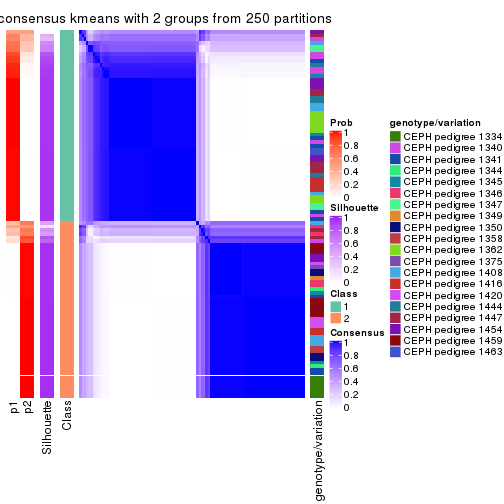 consensus kmeans with 2 groups from 250 partitions
Prob
1
0.8
0.6
0.4
0.2
0
Silhouette
1
0.8
0.6
0.4
0.2
0
Class
1
2
Consensus
1
0.8
0.6
0.4
0.2
0
genotype/variation
CEPH pedigree 1334
CEPH pedigree 1340
CEPH pedigree 1341
CEPH pedigree 1344
CEPH pedigree 1345
CEPH pedigree 1346
CEPH pedigree 1347
CEPH pedigree 1349
CEPH pedigree 1350
CEPH pedigree 1358
CEPH pedigree 1362
CEPH pedigree 1375
CEPH pedigree 1408
CEPH pedigree 1416
CEPH pedigree 1420
CEPH pedigree 1444
CEPH pedigree 1447
CEPH pedigree 1454
CEPH pedigree 1459
CEPH pedigree 1463
p1
p2
Silhouette
Class
genotype/variation